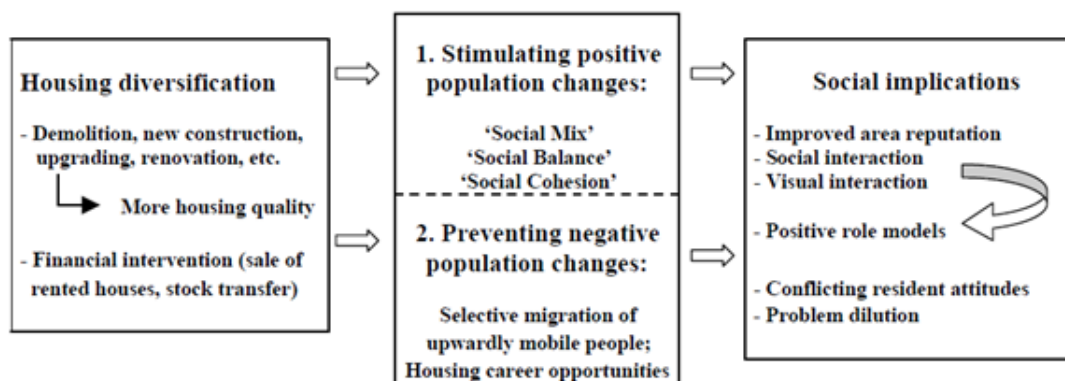 Housing diversification
- Demolition, new construction,
upgrading, renovation, etc.
More housing quality
- Financial intervention (sale of
rented houses, stock transfer)
1. Stimulating positive
population changes:
‘Social Mix’
‘Social Balance’
‘Social Cohesion’
2. Preventing negative
population changes:
Selective migration of
upwardly mobile people;
Housing career opportunities
Social implications
- Improved area reputation
- Social interaction
- Visual interaction
- Positive role models
- Conflicting resident attitudes
- Problem dilution